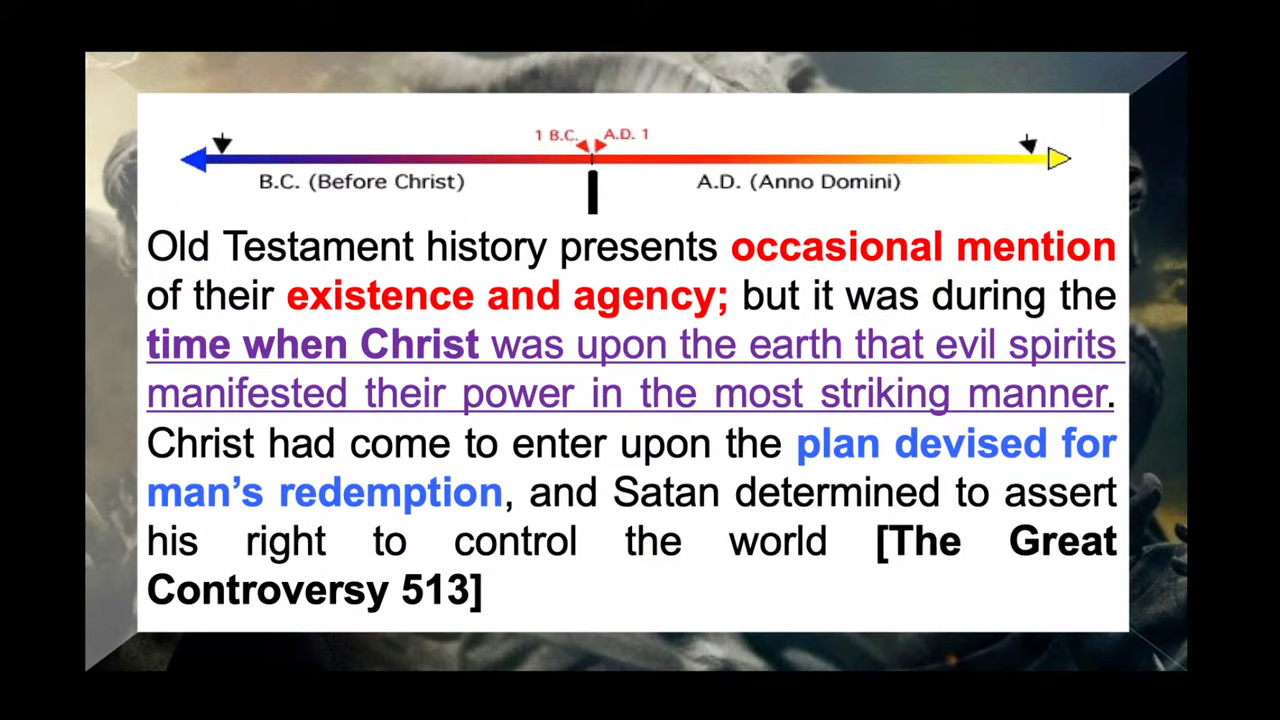 1 B.C. A.D. 1
B.C. (Before Christ) A.D. (Anno Domini)
Old Testament history presents occasional mention
of their existence and agency; but it was during the
time when Christ was upon the earth that evil spirits
manifested their power in the most striking manner.
Christ had come to enter upon the plan devised for
man’s redemption, and Satan determined to assert
his right to control the world [The Great
Controversy 513]